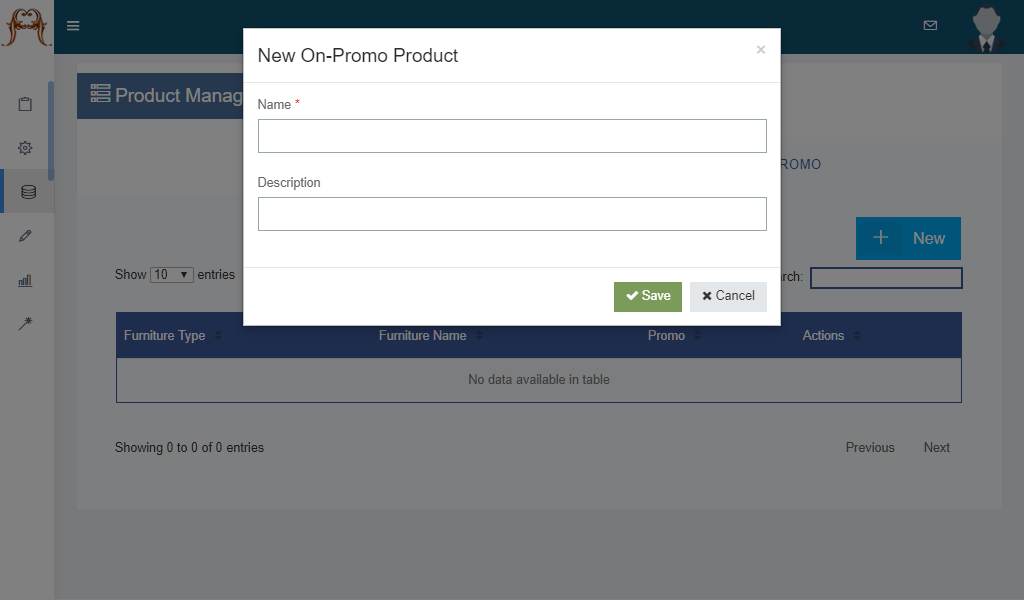 New On-Promo Product
×
Name *
Description
Save
Cancel
Product Manag
ROMO
New
Show 10 entries
rch:
Furniture Type
Furniture Name
Promo
Actions
No data available in table
Showing 0 to 0 of 0 entries
Previous
Next